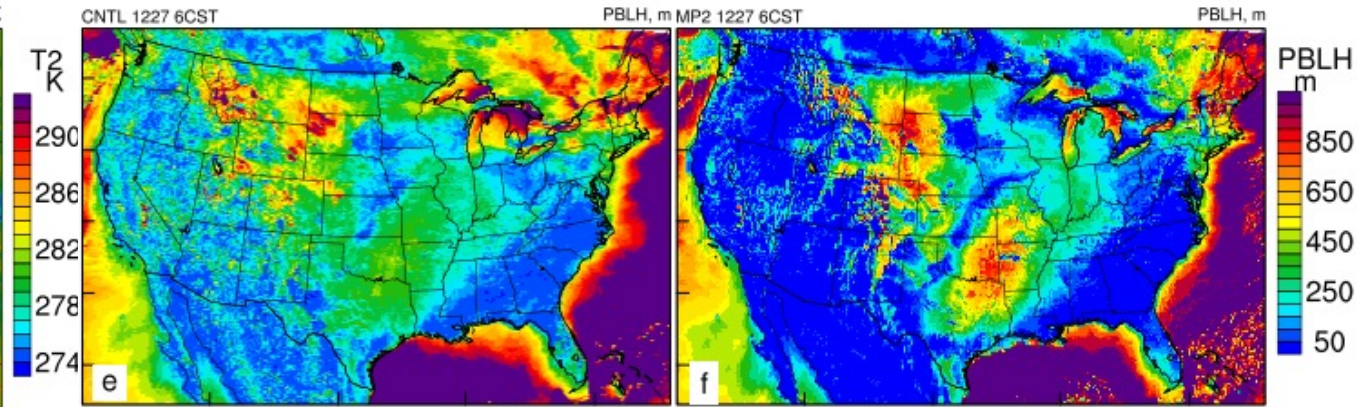 CNTL 1227 6CST PBLH, m
MP2 1227 6CST PBLH, m
T2
K
290
286
282
278
274
e
f
PBLH
m
850
650
450
250
50